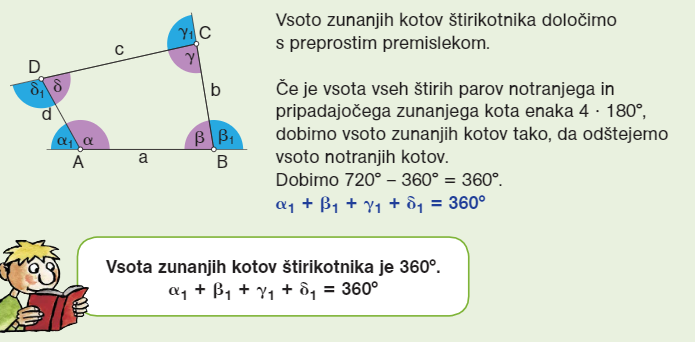 γ₁
C
γ
c
D
δ₁
δ
d
b
α₁
α
β
β₁
A
a
B
Vsoto zunanjih kotov štirikotnika določimo
s preprostim premislekom.
Če je vsota vseh štirih parov notranjega in
pripadajočega zunanjega kota enaka 4 · 180°,
dobimo vsoto zunanjih kotov tako, da odštejemo
vsoto notranjih kotov.
Dobimo 720° – 360° = 360°.
α₁ + β₁ + γ₁ + δ₁ = 360°
Vsota zunanjih kotov štirikotnika je 360°.
α₁ + β₁ + γ₁ + δ₁ = 360°